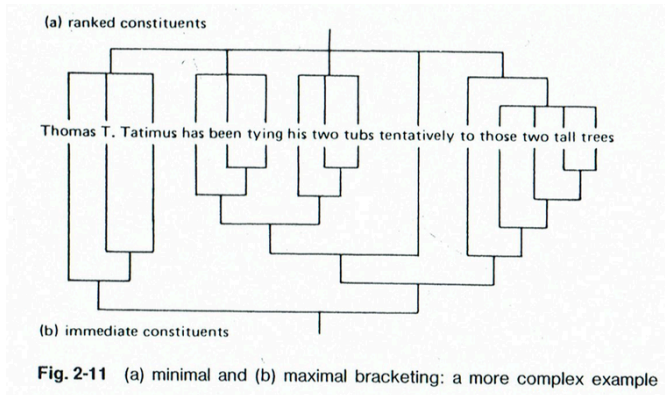 (a) ranked constituents
Thomas T. Tatimus has been tying his two tubs tentatively to those two tall trees
(b) immediate constituents
Fig. 2-11 (a) minimal and (b) maximal bracketing: a more complex example